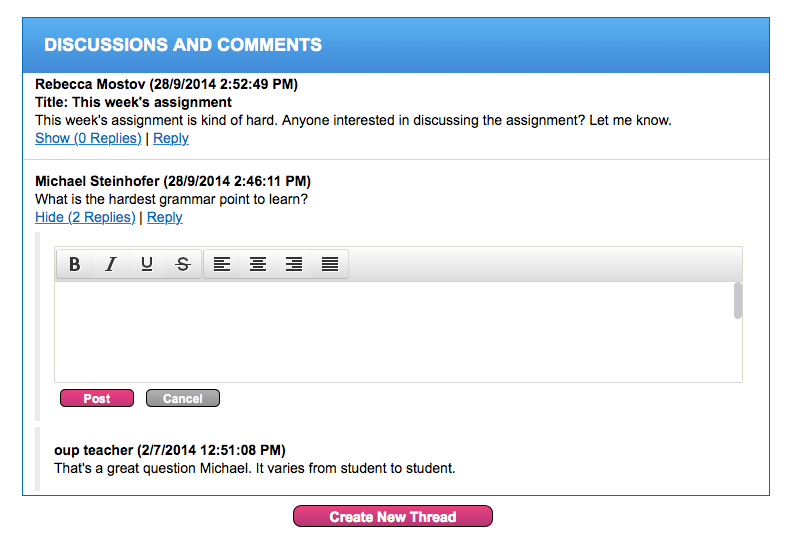 DISCUSSIONS AND COMMENTS
Rebecca Mostov (28/9/2014 2:52:49 PM)
Title: This week's assignment
This week's assignment is kind of hard. Anyone interested in discussing the assignment? Let me know.
Show (0 Replies) | Reply
Michael Steinhofer (28/9/2014 2:46:11 PM)
What is the hardest grammar point to learn?
Hide (2 Replies) | Reply
B I U S
Post Cancel
oup teacher (2/7/2014 12:51:08 PM)
That's a great question Michael. It varies from student to student.
Create New Thread